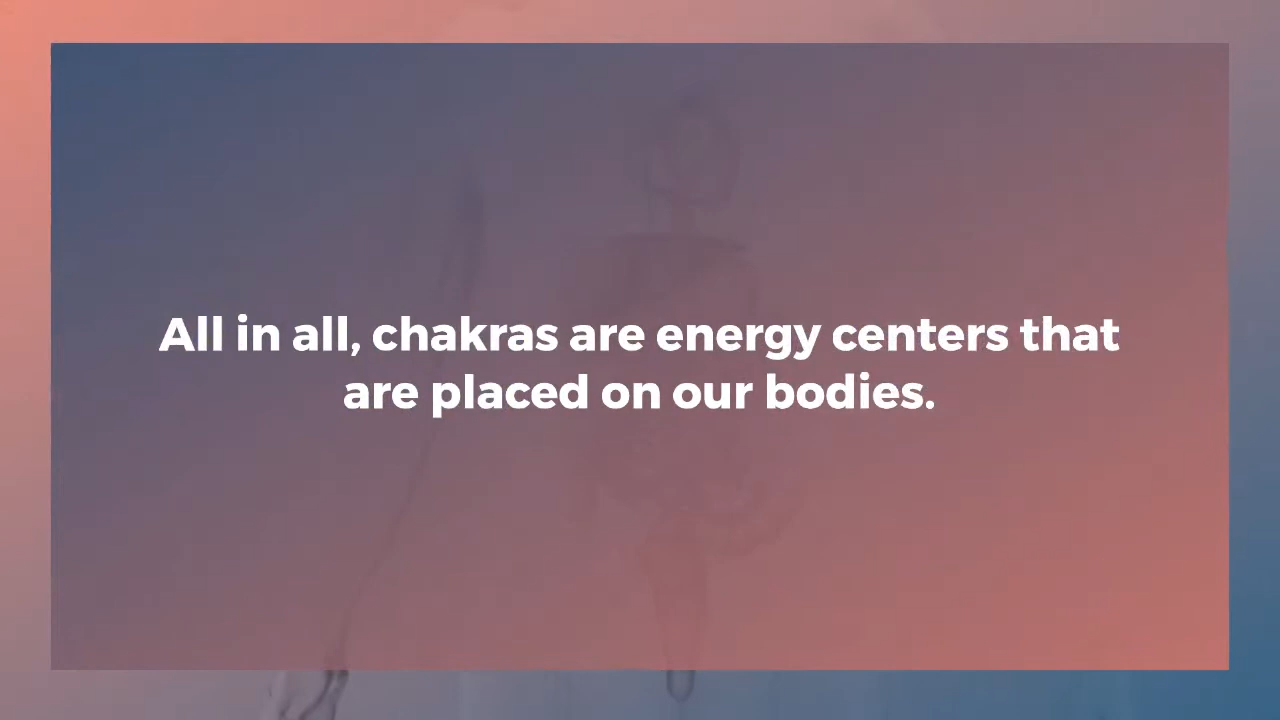 All in all, chakras are energy centers that
are placed on our bodies.